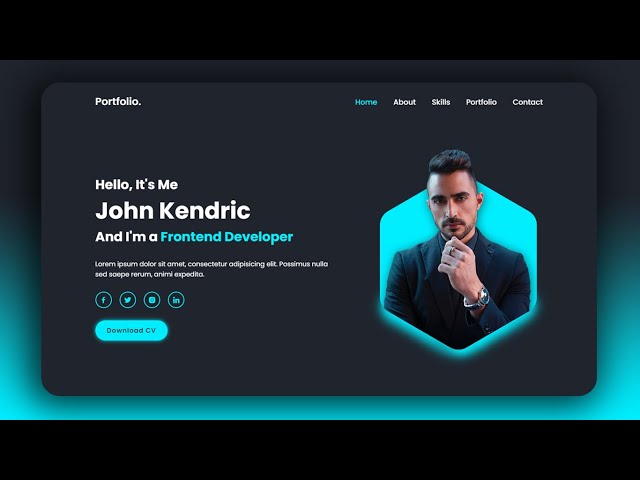 Portfolio.
Home About Skills Portfolio Contact
Hello, It's Me
John Kendric
And I'm a Frontend Developer
Lorem ipsum dolor sit amet, consectetur adipisicing elit. Possimus nulla
sed saepe rerum, animi expedita.
Download CV